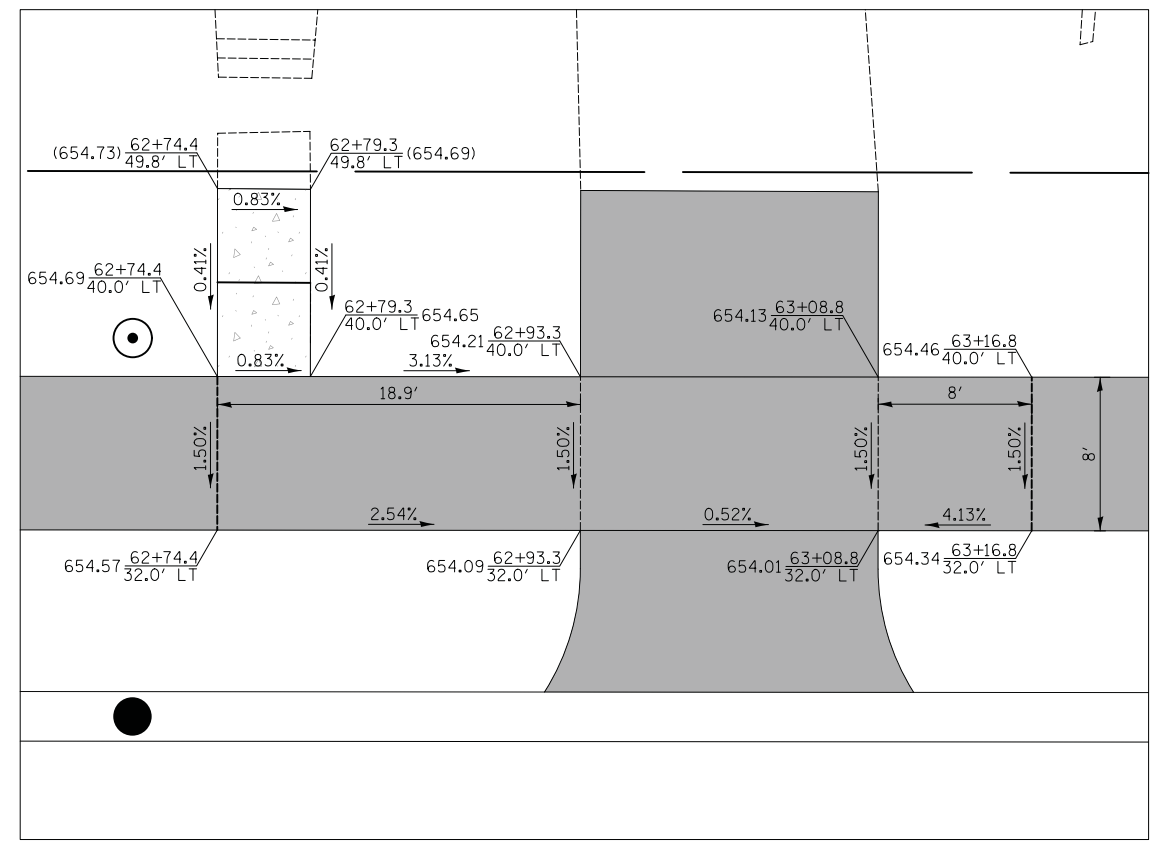 (654.73) 62+74.4
49.8' LT
62+79.3
49.8' LT (654.69)
0.83%
0.41%
0.41%
654.69 62+74.4
40.0' LT
62+79.3
40.0' LT 654.65
654.21 62+93.3
40.0' LT
654.13 63+08.8
40.0' LT
654.46 63+16.8
40.0' LT
0.83%
3.13%
18.9'
8'
1.50%
1.50%
1.50%
1.50%
8'
2.54%
0.52%
4.13%
654.57 62+74.4
32.0' LT
654.09 62+93.3
32.0' LT
654.01 63+08.8
32.0' LT
654.34 63+16.8
32.0' LT